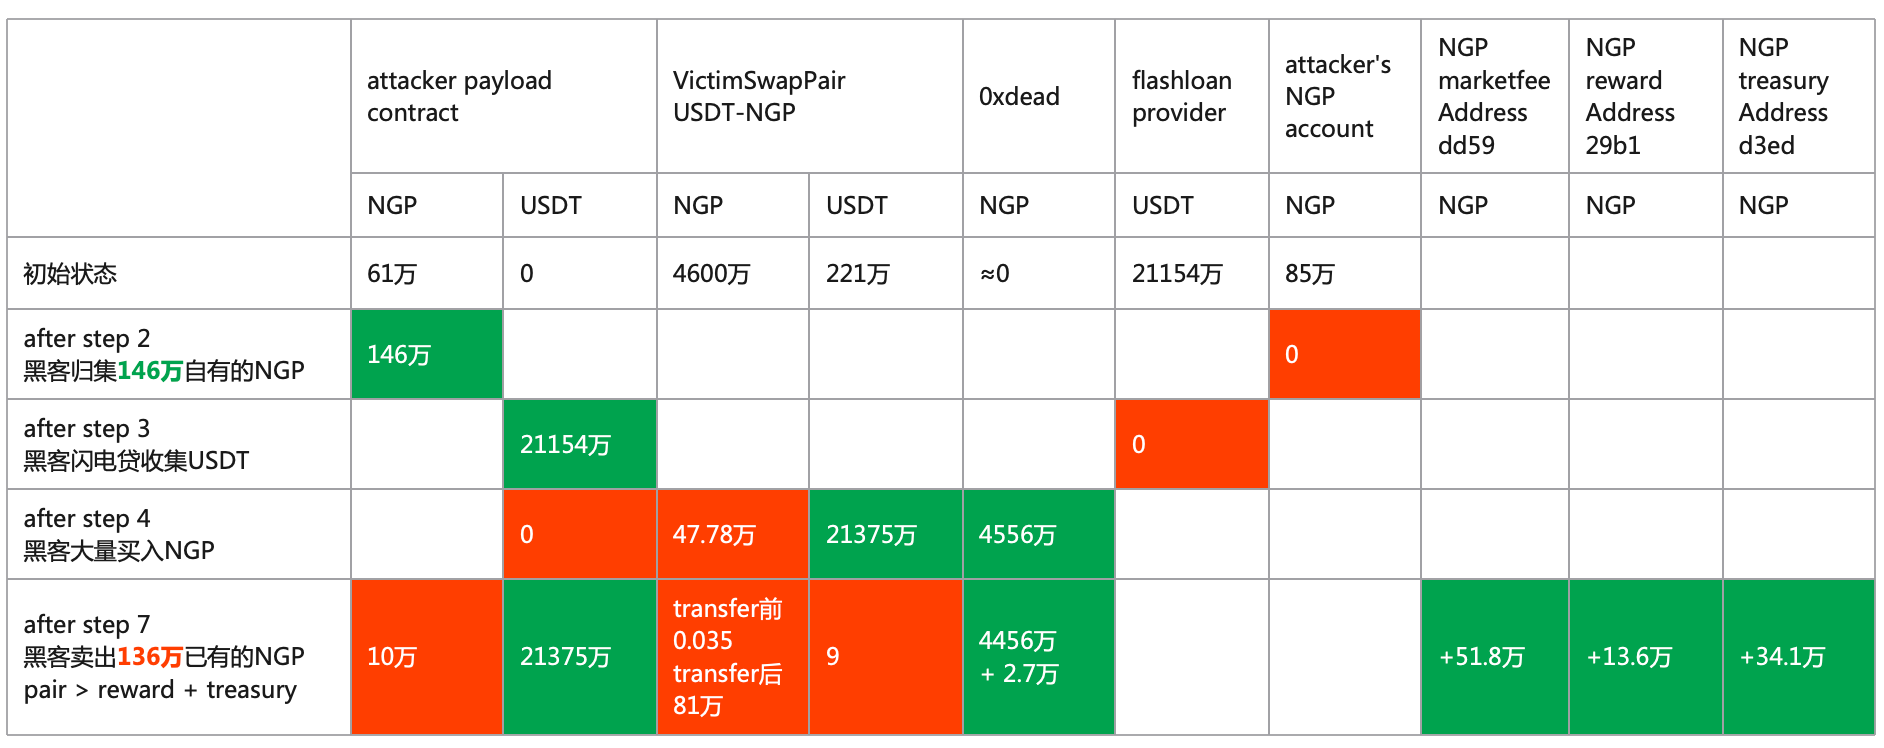 attacker payload
contract
VictimSwapPair
USDT-NGP
0xdead
flashloan
provider
attacker's
NGP
account
NGP
marketfee
Address
dd59
NGP
reward
Address
29b1
NGP
treasury
Address
d3ed
NGP
USDT
NGP
USDT
NGP
USDT
NGP
NGP
NGP
NGP
初始状态
61万
0
4600万
221万
≈0
21154万
85万
after step 2
黑客归集146万自有的NGP
146万
0
after step 3
黑客闪电贷收集USDT
21154万
0
after step 4
黑客大量买入NGP
0
47.78万
21375万
4556万
after step 7
黑客卖出136万已有的NGP
pair > reward + treasury
10万
21375万
transfer前
0.035
transfer后
81万
9
4456万
+ 2.7万
+51.8万
+13.6万
+34.1万